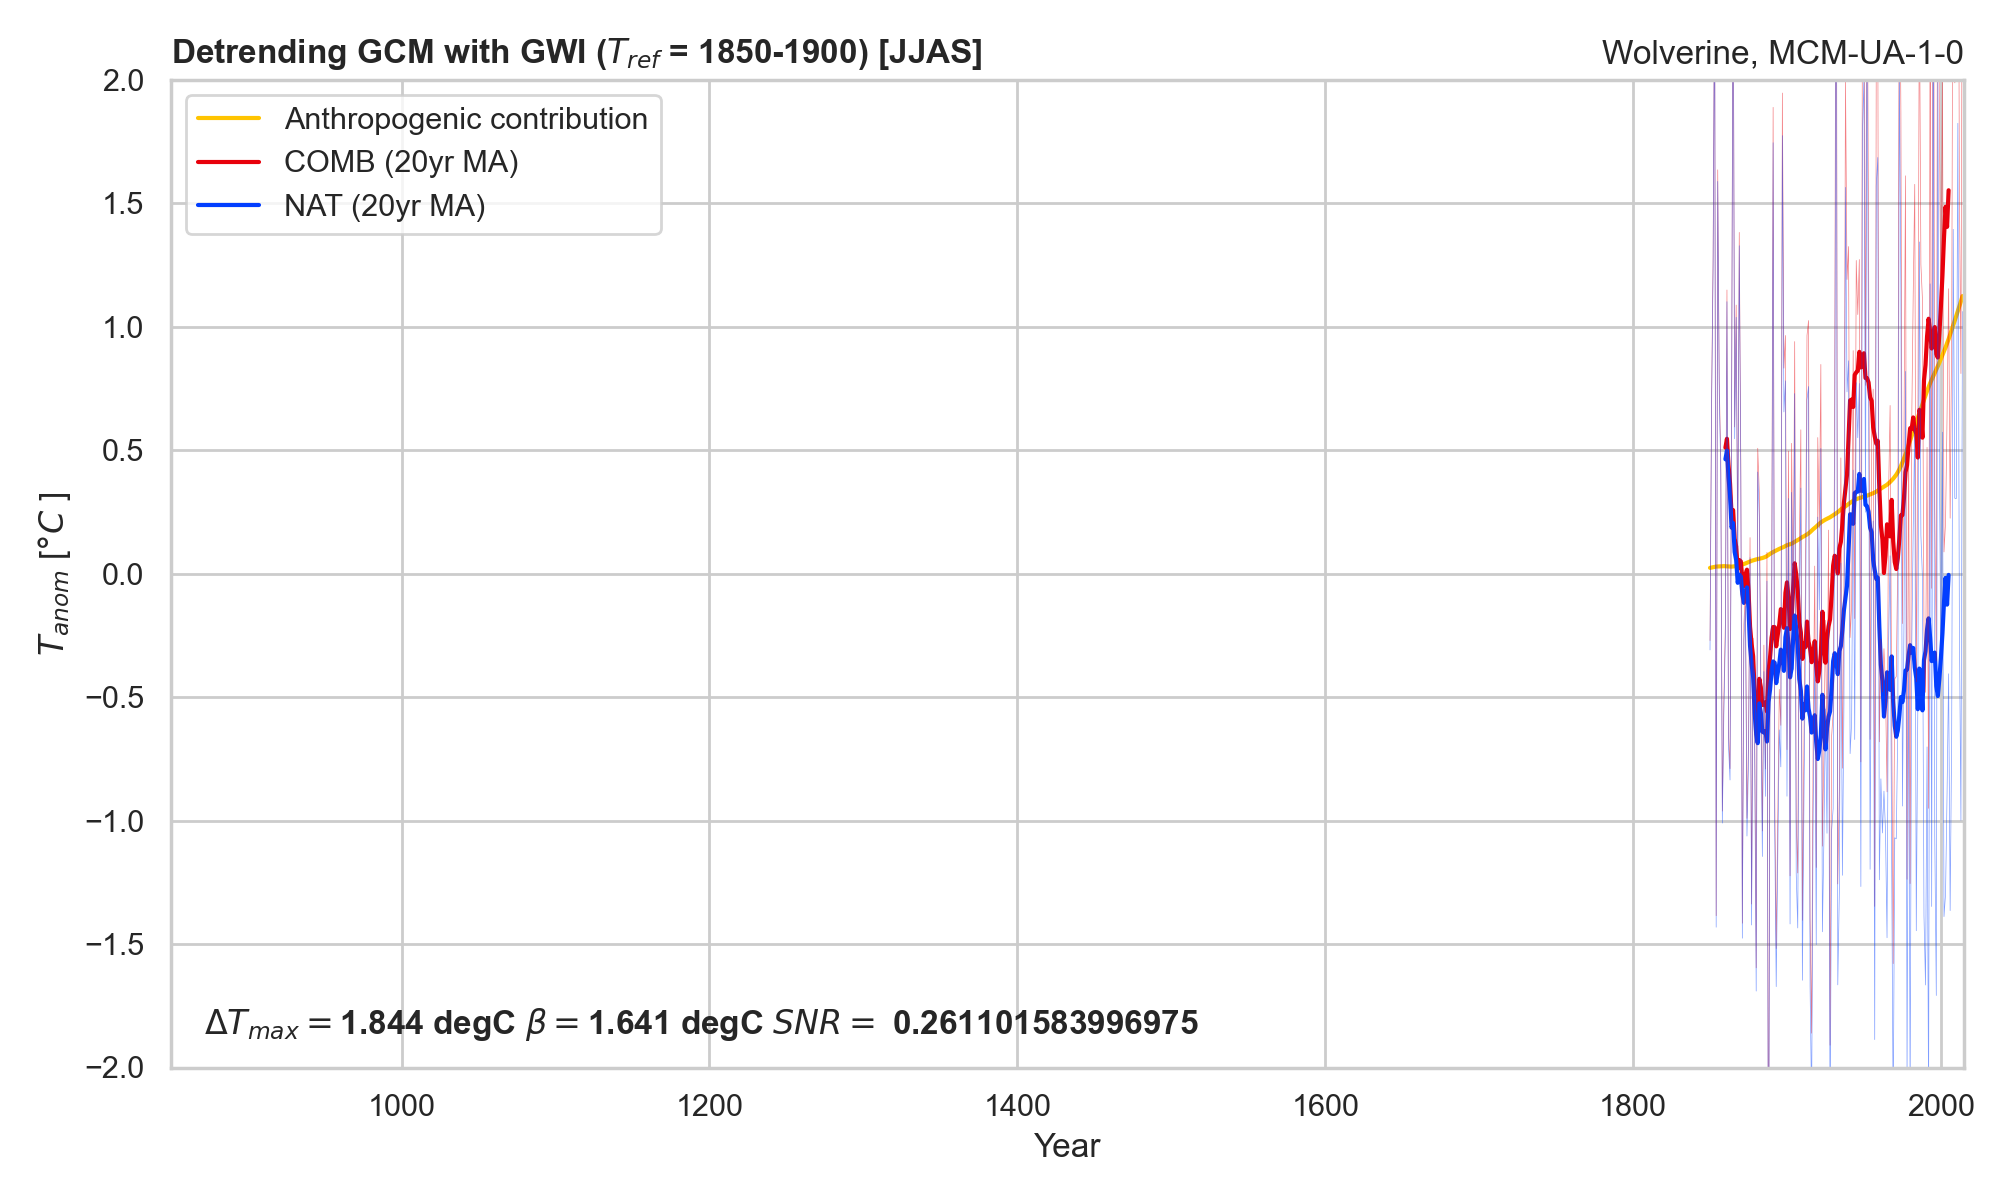 Detrending GCM with GWI (T_ref = 1850-1900) [JJAS]
Wolverine, MCM-UA-1-0
Anthropogenic contribution
COMB (20yr MA)
NAT (20yr MA)
2.0
1.5
1.0
0.5
0.0
−0.5
−1.0
−1.5
−2.0
T_anom [°C ]
ΔT_max = 1.844 degC β = 1.641 degC SNR = 0.261101583996975
1000 1200 1400 1600 1800 2000
Year